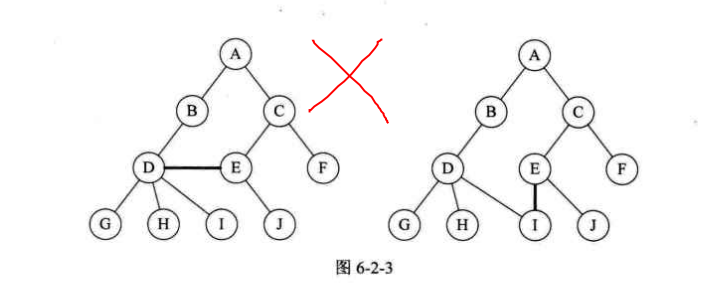 A A
B C B C
D E F D E F
G H I J G H I J
图 6-2-3